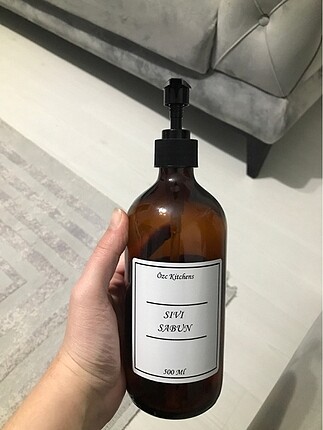 Özc Kitchens
SIVI
SABUN
500 Ml